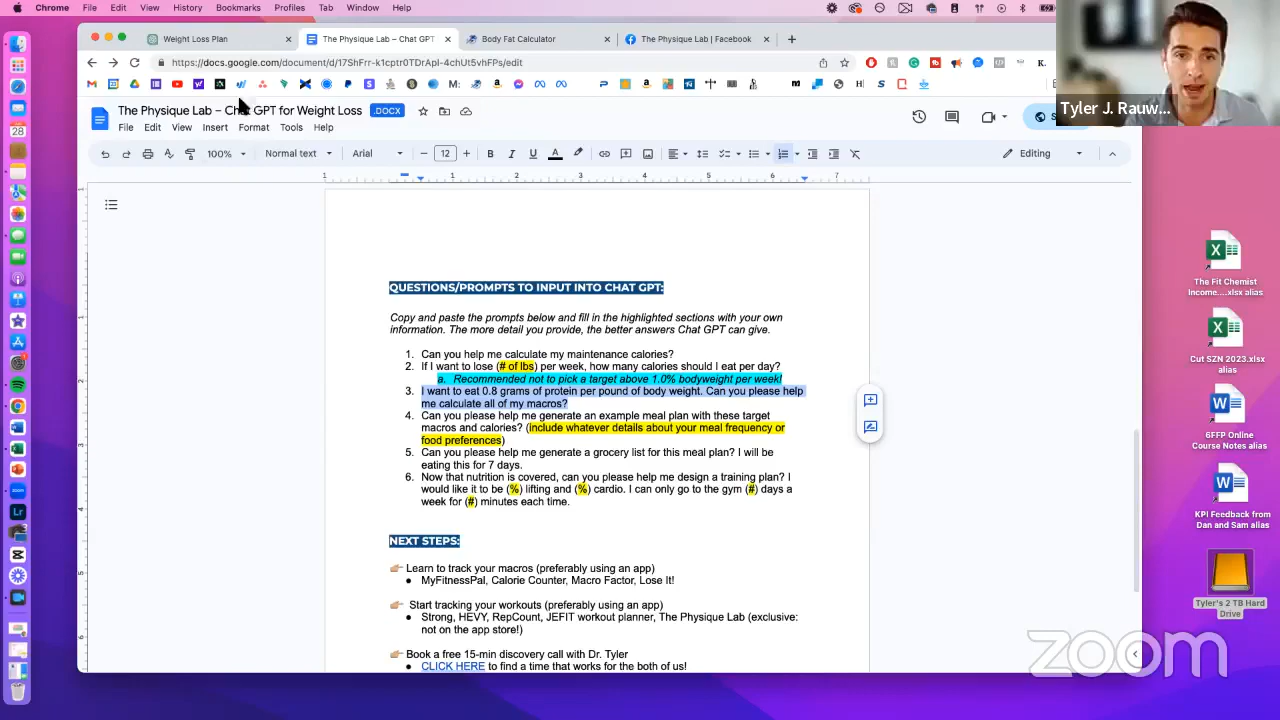 Chrome File Edit View History Bookmarks Profiles Tab Window Help
Weight Loss Plan
The Physique Lab – Chat GPT
Body Fat Calculator
The Physique Lab | Facebook
The Physique Lab – Chat GPT for Weight Loss .DOCX
File Edit View Insert Format Tools Help
100% Normal text Arial 12 Editing
Tyler J. Rauw...
1 1 2 3 4 5 6 7
QUESTIONS/PROMPTS TO INPUT INTO CHAT GPT:
Copy and paste the prompts below and fill in the highlighted sections with your own
information. The more detail you provide, the better answers Chat GPT can give.
1. Can you help me calculate my maintenance calories?
2. If I want to lose (# of lbs) per week, how many calories should I eat per day?
a. Recommended not to pick a target above 1.0% bodyweight per week!
3. I want to eat 0.8 grams of protein per pound of body weight. Can you please help
me calculate all of my macros?
4. Can you please help me generate an example meal plan with these target
macros and calories? (include whatever details about your meal frequency or
food preferences)
5. Can you please help me generate a grocery list for this meal plan? I will be
eating this for 7 days.
6. Now that nutrition is covered, can you please help me design a training plan? I
would like it to be (%) lifting and (%) cardio. I can only go to the gym (#) days a
week for (#) minutes each time.
NEXT STEPS:
Learn to track your macros (preferably using an app)
● MyFitnessPal, Calorie Counter, Macro Factor, Lose It!
Start tracking your workouts (preferably using an app)
● Strong, HEVY, RepCount, JEFIT workout planner, The Physique Lab (exclusive:
not on the app store!)
Book a free 15-min discovery call with Dr. Tyler
● CLICK HERE to find a time that works for the both of us!
The Fit Chemist
Income....xlsx alias
Cut SZN 2023.xlsx
alias
6FFP Online
Course Notes alias
KPI Feedback from
Dan and Sam alias
Tyler's 2 TB Hard
Drive
zoom